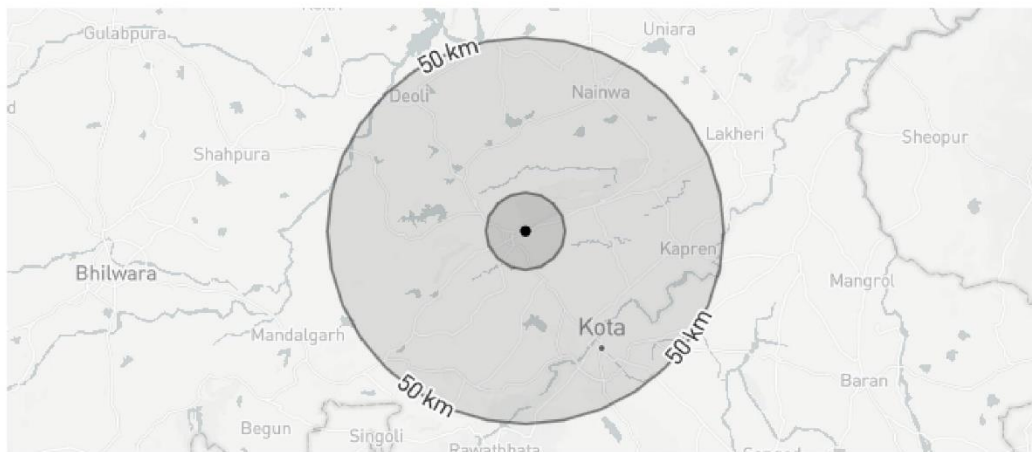 Gulabpura
Uniara
50 km
Deoli
Nainwa
Lakheri
Sheopur
Shahpura
Kapren
Bhilwara
Mangrol
Kota
Mandalgarh
50 km
50 km
Baran
Begun
Singoli
Rawathhata